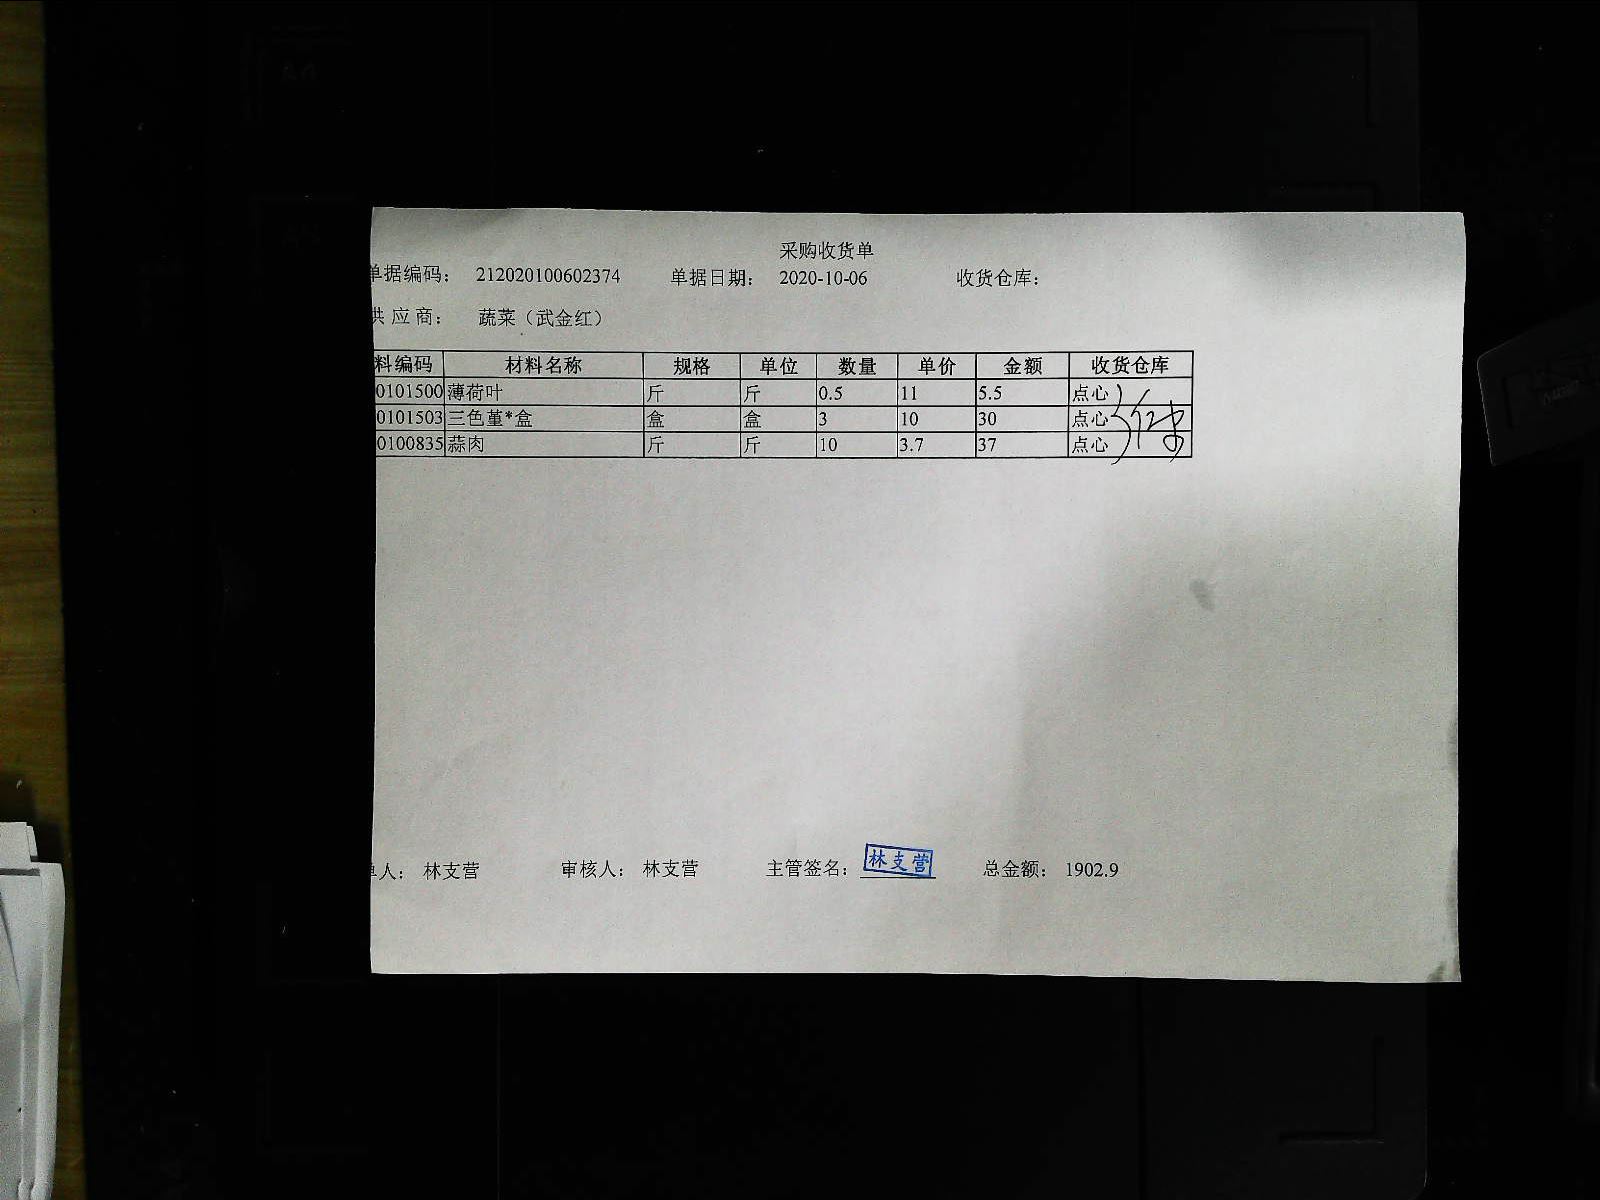 采购收货单
单据编码： 212020100602374 单据日期： 2020-10-06 收货仓库：
供应商： 蔬菜（武金红）
料编码 材料名称 规格 单位 数量 单价 金额 收货仓库
0101500 薄荷叶 斤 斤 0.5 11 5.5 点心
0101503 三色堇*盒 盒 盒 3 10 30 点心
0100835 蒜肉 斤 斤 10 3.7 37 点心
单人： 林支营 审核人： 林支营 主管签名： 林支营 总金额： 1902.9